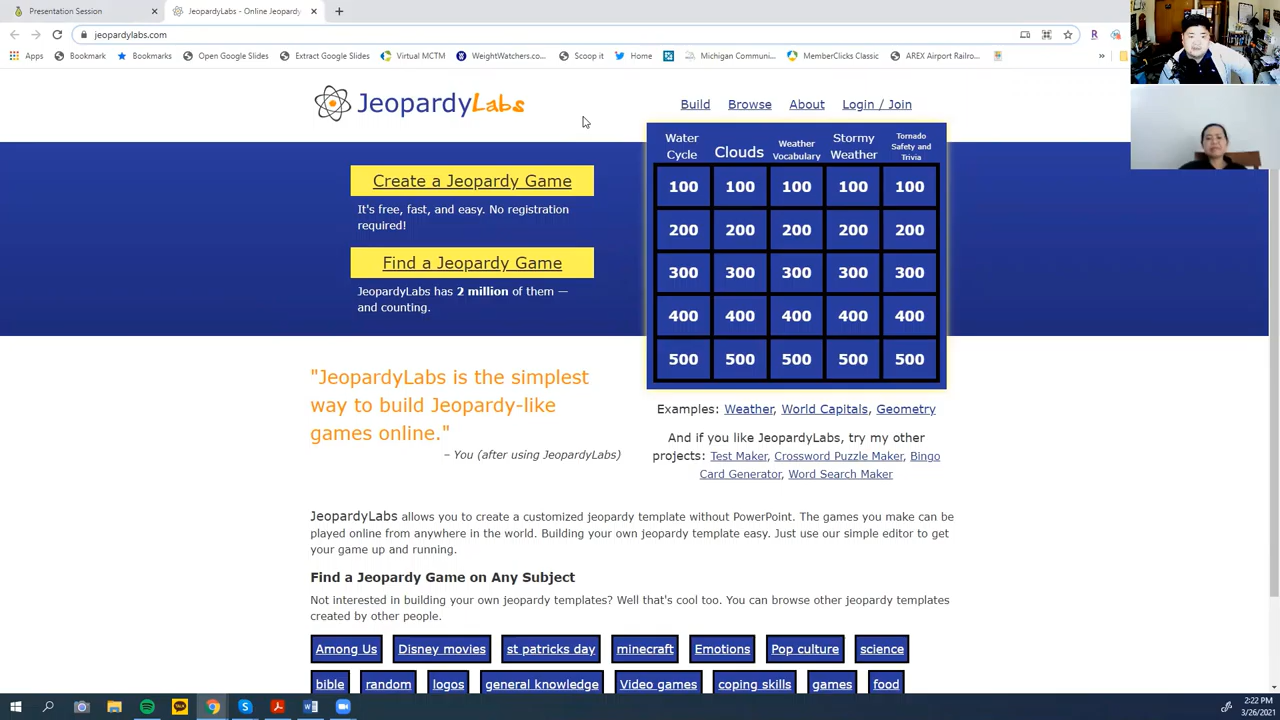 Presentation Session
JeopardyLabs - Online Jeopardy
jeopardylabs.com
Apps
Bookmark
Bookmarks
Open Google Slides
Extract Google Slides
Virtual MCTM
WeightWatchers.co...
Scoop it
Home
Michigan Communi...
MemberClicks Classic
AREX Airport Railro...
»
JeopardyLabs
Build
Browse
About
Login / Join
Create a Jeopardy Game
It's free, fast, and easy. No registration
required!
Find a Jeopardy Game
JeopardyLabs has 2 million of them —
and counting.
Water
Cycle
Clouds
Weather
Vocabulary
Stormy
Weather
Tornado
Safety and
Trivia
100 100 100 100 100
200 200 200 200 200
300 300 300 300 300
400 400 400 400 400
500 500 500 500 500
"JeopardyLabs is the simplest
way to build Jeopardy-like
games online."
– You (after using JeopardyLabs)
Examples: Weather, World Capitals, Geometry
And if you like JeopardyLabs, try my other
projects: Test Maker, Crossword Puzzle Maker, Bingo
Card Generator, Word Search Maker
JeopardyLabs allows you to create a customized jeopardy template without PowerPoint. The games you make can be
played online from anywhere in the world. Building your own jeopardy template easy. Just use our simple editor to get
your game up and running.
Find a Jeopardy Game on Any Subject
Not interested in building your own jeopardy templates? Well that's cool too. You can browse other jeopardy templates
created by other people.
Among Us
Disney movies
st patricks day
minecraft
Emotions
Pop culture
science
bible
random
logos
general knowledge
Video games
coping skills
games
food
2:22 PM
3/26/2021